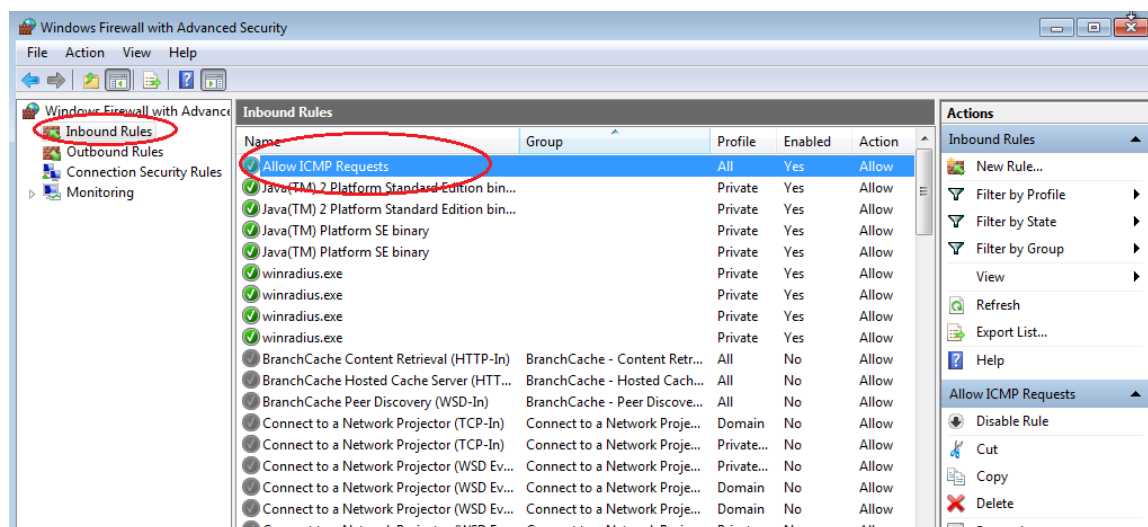 Windows Firewall with Advanced Security
File Action View Help
Windows Firewall with Advance
Inbound Rules
Outbound Rules
Connection Security Rules
Monitoring
Inbound Rules
Name Group Profile Enabled Action
Allow ICMP Requests All Yes Allow
Java(TM) 2 Platform Standard Edition bin... Private Yes Allow
Java(TM) 2 Platform Standard Edition bin... Private Yes Allow
Java(TM) Platform SE binary Private Yes Allow
Java(TM) Platform SE binary Private Yes Allow
winradius.exe Private Yes Allow
winradius.exe Private Yes Allow
winradius.exe Private Yes Allow
winradius.exe Private Yes Allow
BranchCache Content Retrieval (HTTP-In) BranchCache - Content Retr... All No Allow
BranchCache Hosted Cache Server (HTT... BranchCache - Hosted Cach... All No Allow
BranchCache Peer Discovery (WSD-In) BranchCache - Peer Discove... All No Allow
Connect to a Network Projector (TCP-In) Connect to a Network Proje... Domain No Allow
Connect to a Network Projector (TCP-In) Connect to a Network Proje... Private... No Allow
Connect to a Network Projector (WSD Ev... Connect to a Network Proje... Private... No Allow
Connect to a Network Projector (WSD Ev... Connect to a Network Proje... Domain No Allow
Connect to a Network Projector (WSD Ev... Connect to a Network Proje... Domain No Allow
Actions
Inbound Rules
New Rule...
Filter by Profile
Filter by State
Filter by Group
View
Refresh
Export List...
Help
Allow ICMP Requests
Disable Rule
Cut
Copy
Delete